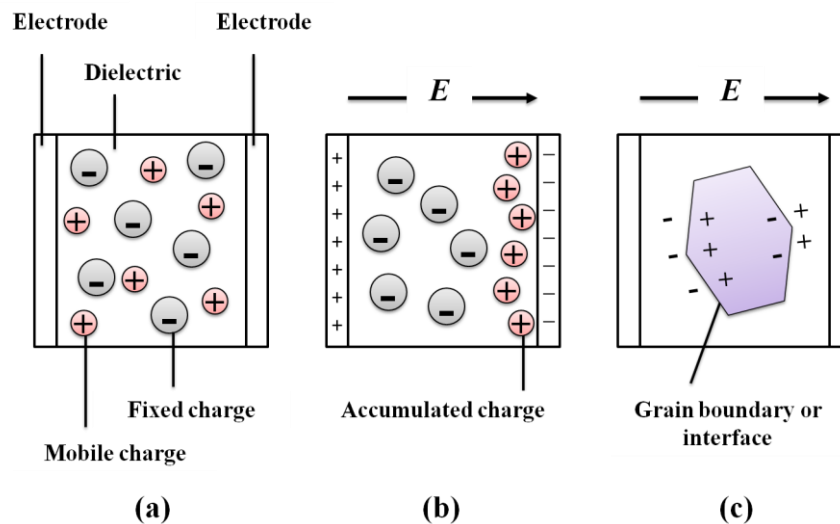 Electrode
Electrode
Dielectric
E
E
Fixed charge
Mobile charge
Accumulated charge
Grain boundary or
interface
(a)
(b)
(c)